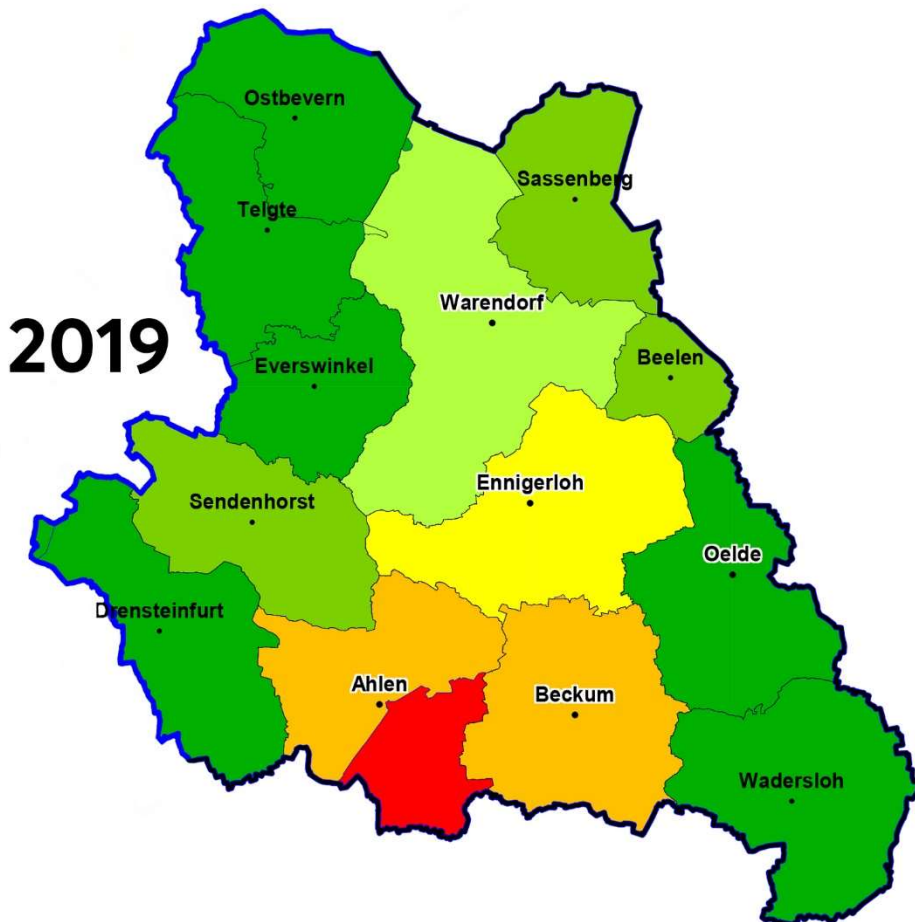 Ostbevern
Sassenberg
Telgte
Warendorf
2019
Beelen
Everswinkel
Ennigerloh
Sendenhorst
Oelde
Drensteinfurt
Ahlen
Beckum
Wadersloh